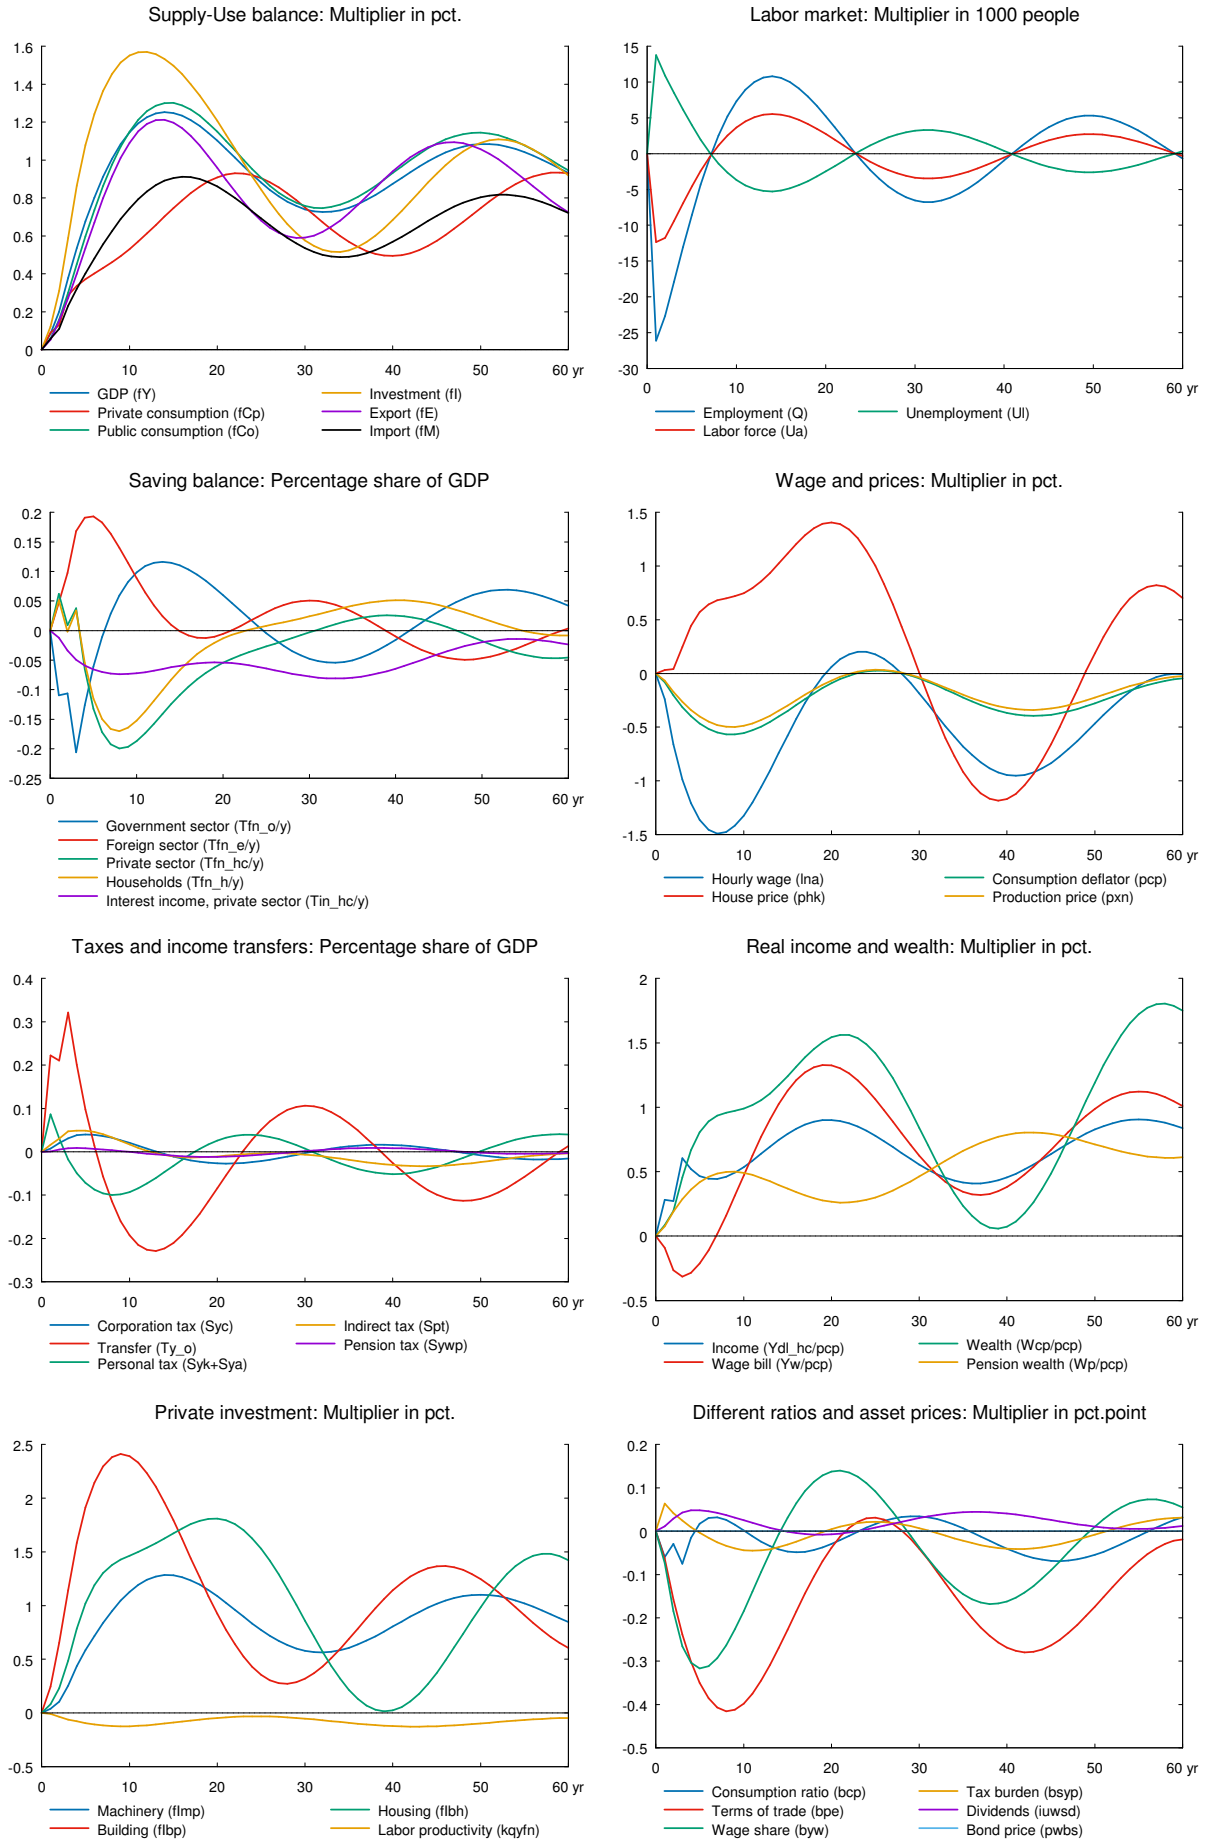 Supply-Use balance: Multiplier in pct.
1.6
1.4
1.2
1
0.8
0.6
0.4
0.2
0
0 10 20 30 40 50 60 yr
GDP (fY) Investment (fI)
Private consumption (fCp) Export (fE)
Public consumption (fCo) Import (fM)
Labor market: Multiplier in 1000 people
15
10
5
0
-5
-10
-15
-20
-25
-30
0 10 20 30 40 50 60 yr
Employment (Q) Unemployment (Ul)
Labor force (Ua)
Saving balance: Percentage share of GDP
0.2
0.15
0.1
0.05
0
-0.05
-0.1
-0.15
-0.2
-0.25
0 10 20 30 40 50 60 yr
Government sector (Tfn_o/y)
Foreign sector (Tfn_e/y)
Private sector (Tfn_hc/y)
Households (Tfn_h/y)
Interest income, private sector (Tin_hc/y)
Wage and prices: Multiplier in pct.
1.5
1
0.5
0
-0.5
-1
-1.5
0 10 20 30 40 50 60 yr
Hourly wage (lna) Consumption deflator (pcp)
House price (phk) Production price (pxn)
Taxes and income transfers: Percentage share of GDP
0.4
0.3
0.2
0.1
0
-0.1
-0.2
-0.3
0 10 20 30 40 50 60 yr
Corporation tax (Syc) Indirect tax (Spt)
Transfer (Ty_o) Pension tax (Sywp)
Personal tax (Syk+Sya)
Real income and wealth: Multiplier in pct.
2
1.5
1
0.5
0
-0.5
0 10 20 30 40 50 60 yr
Income (Ydl_hc/pcp) Wealth (Wcp/pcp)
Wage bill (Yw/pcp) Pension wealth (Wp/pcp)
Private investment: Multiplier in pct.
2.5
2
1.5
1
0.5
0
-0.5
0 10 20 30 40 50 60 yr
Machinery (fImp) Housing (fIbh)
Building (fIbp) Labor productivity (kqyfn)
Different ratios and asset prices: Multiplier in pct.point
0.2
0.1
0
-0.1
-0.2
-0.3
-0.4
-0.5
0 10 20 30 40 50 60 yr
Consumption ratio (bcp) Tax burden (bsyp)
Terms of trade (bpe) Dividends (iuwsd)
Wage share (byw) Bond price (pwbs)